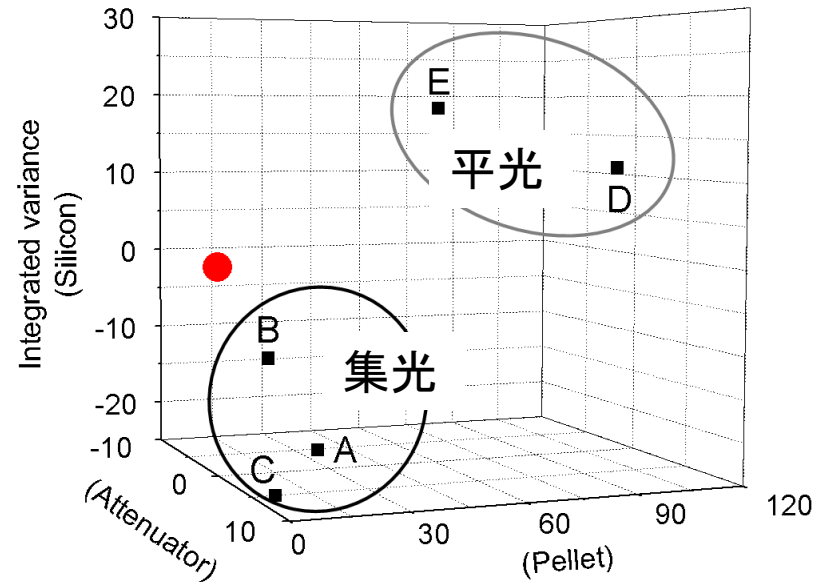 30
20
10
0
-10
-20
-10
0
10
0
30
60
90
120
Integrated variance
(Silicon)
(Attenuator)
(Pellet)
E
平光
D
B
集光
A
C